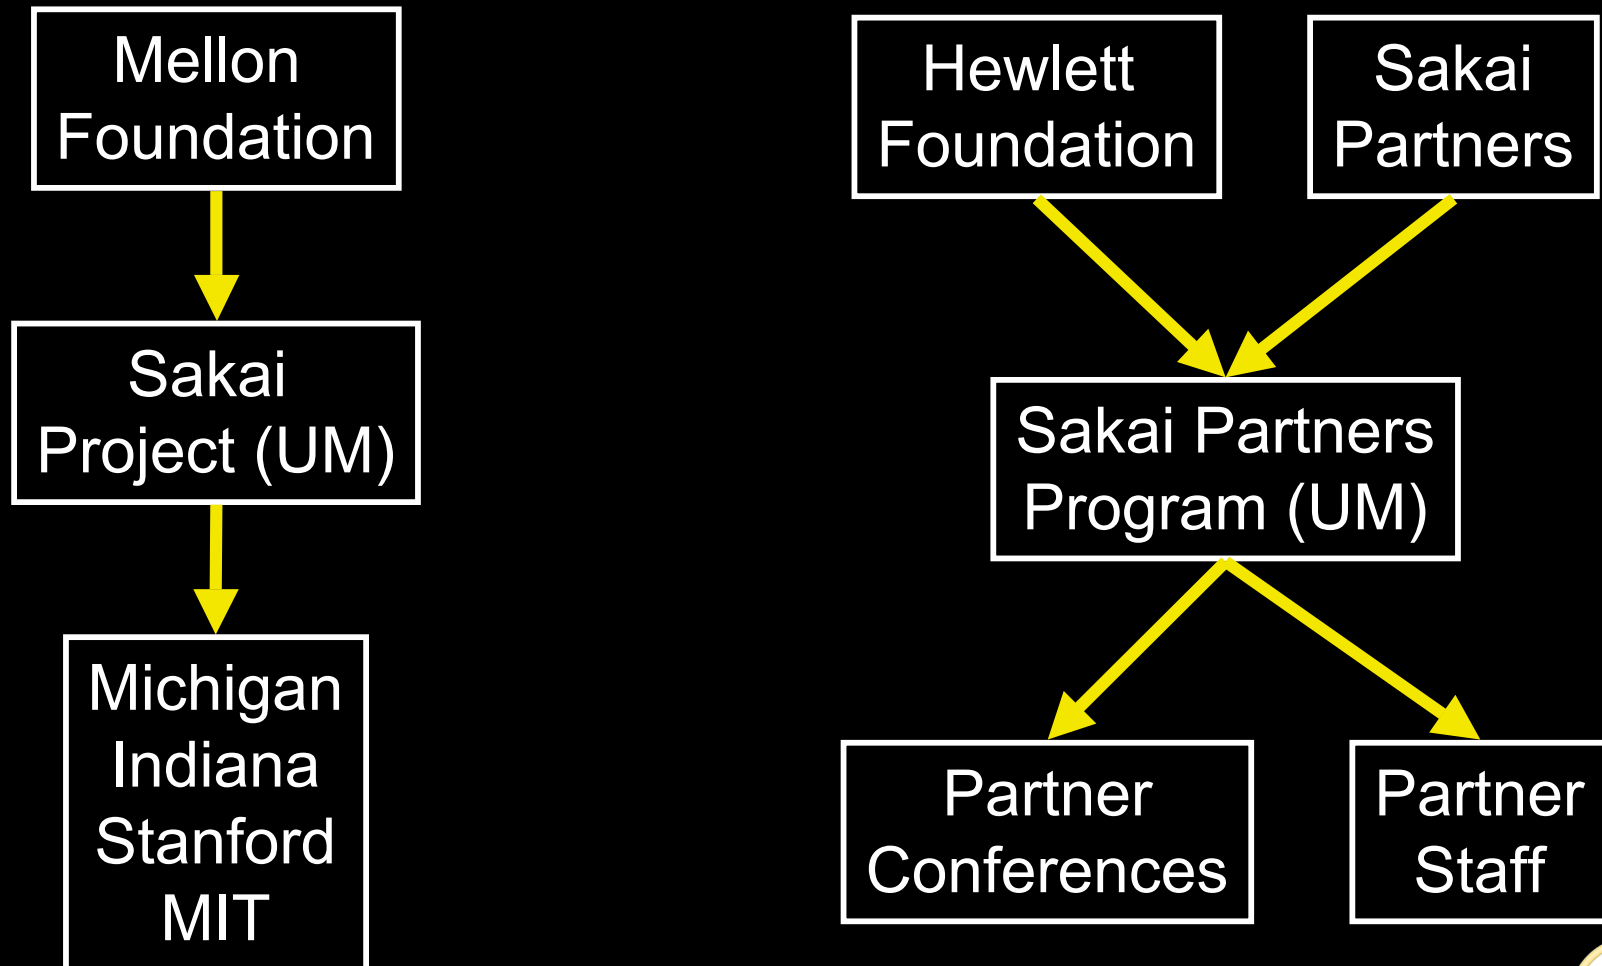 Mellon
Foundation
Hewlett
Foundation
Sakai
Partners
Sakai
Project (UM)
Sakai Partners
Program (UM)
Michigan
Indiana
Stanford
MIT
Partner
Conferences
Partner
Staff